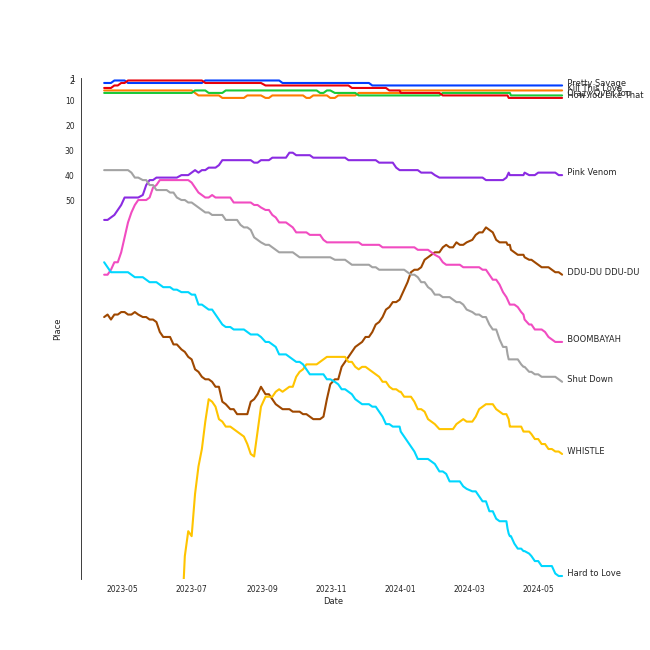 1
2
10
20
30
40
50
Place
Pretty Savage
Kill This Love
How You Like That
Pink Venom
DDU-DU DDU-DU
BOOMBAYAH
Shut Down
WHISTLE
Hard to Love
2023-05
2023-07
2023-09
2023-11
2024-01
2024-03
2024-05
Date